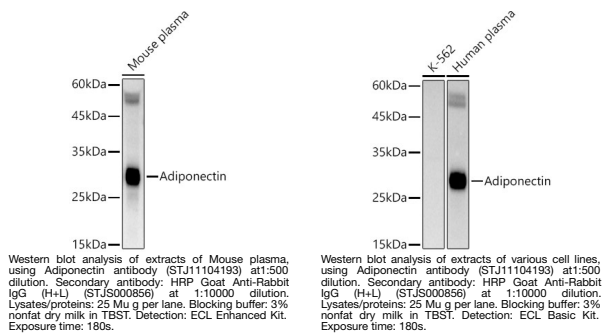 Mouse plasma
60kDa
45kDa
35kDa
25kDa
15kDa
Adiponectin
Western blot analysis of extracts of Mouse plasma,
using Adiponectin antibody (STJ11104193) at1:500
dilution. Secondary antibody: HRP Goat Anti-Rabbit
IgG (H+L) (STJS000856) at 1:10000 dilution.
Lysates/proteins: 25 Mu g per lane. Blocking buffer: 3%
nonfat dry milk in TBST. Detection: ECL Enhanced Kit.
Exposure time: 180s.
K-562
Human plasma
60kDa
45kDa
35kDa
25kDa
15kDa
Adiponectin
Western blot analysis of extracts of various cell lines,
using Adiponectin antibody (STJ11104193) at1:500
dilution. Secondary antibody: HRP Goat Anti-Rabbit
IgG (H+L) (STJS000856) at 1:10000 dilution.
Lysates/proteins: 25 Mu g per lane. Blocking buffer: 3%
nonfat dry milk in TBST. Detection: ECL Basic Kit.
Exposure time: 180s.